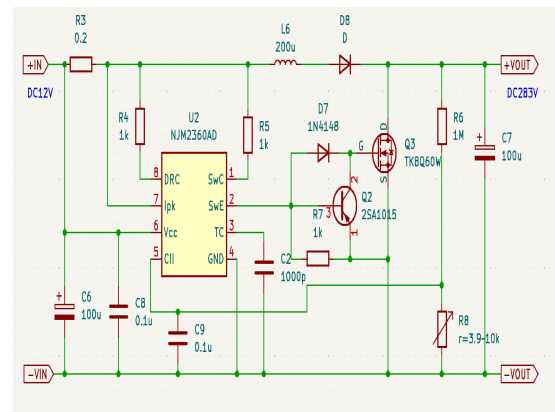 R3
0.2
L6
200u
D8
D
+IN
+VOUT
DC12V
DC283V
R4
1k
U2
NJM2360AD
R5
1k
D7
1N4148
G
D
S
Q3
TK8Q60W
R6
1M
C7
100u
8
DRC
SwC
1
7
Ipk
SwE
2
6
Vcc
TC
3
5
CII
GND
4
2
3
1
Q2
2SA1015
R7
1k
C2
1000p
C6
100u
C8
0.1u
C9
0.1u
R8
r=3.9-10k
-VIN
-VOUT
+
+